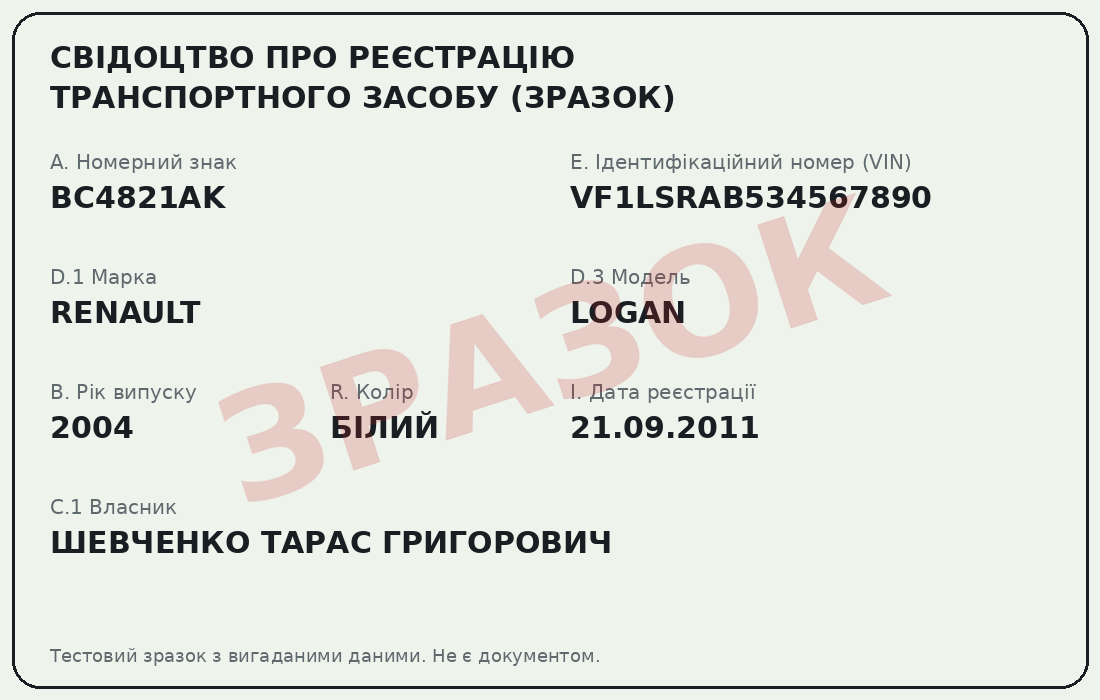 СВІДОЦТВО ПРО РЕЄСТРАЦІЮ
ТРАНСПОРТНОГО ЗАСОБУ (ЗРАЗОК)
A. Номерний знак
BC4821AK
E. Ідентифікаційний номер (VIN)
VF1LSRAB534567890
D.1 Марка
RENAULT
D.3 Модель
LOGAN
B. Рік випуску
2004
R. Колір
БІЛИЙ
I. Дата реєстрації
21.09.2011
C.1 Власник
ШЕВЧЕНКО ТАРАС ГРИГОРОВИЧ
ЗРАЗОК
Тестовий зразок з вигаданими даними. Не є документом.